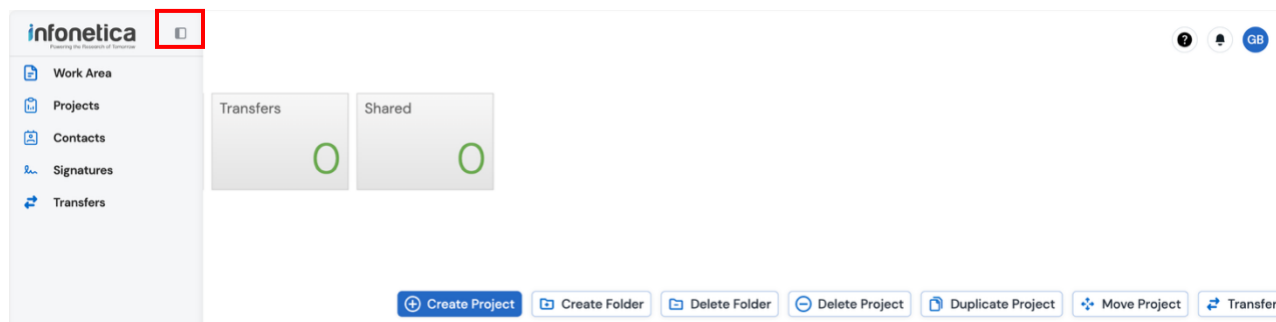 infonetica
Powering the Research of Tomorrow
GB
Work Area
Projects
Contacts
Signatures
Transfers
Transfers
0
Shared
0
Create Project
Create Folder
Delete Folder
Delete Project
Duplicate Project
Move Project
Transfer